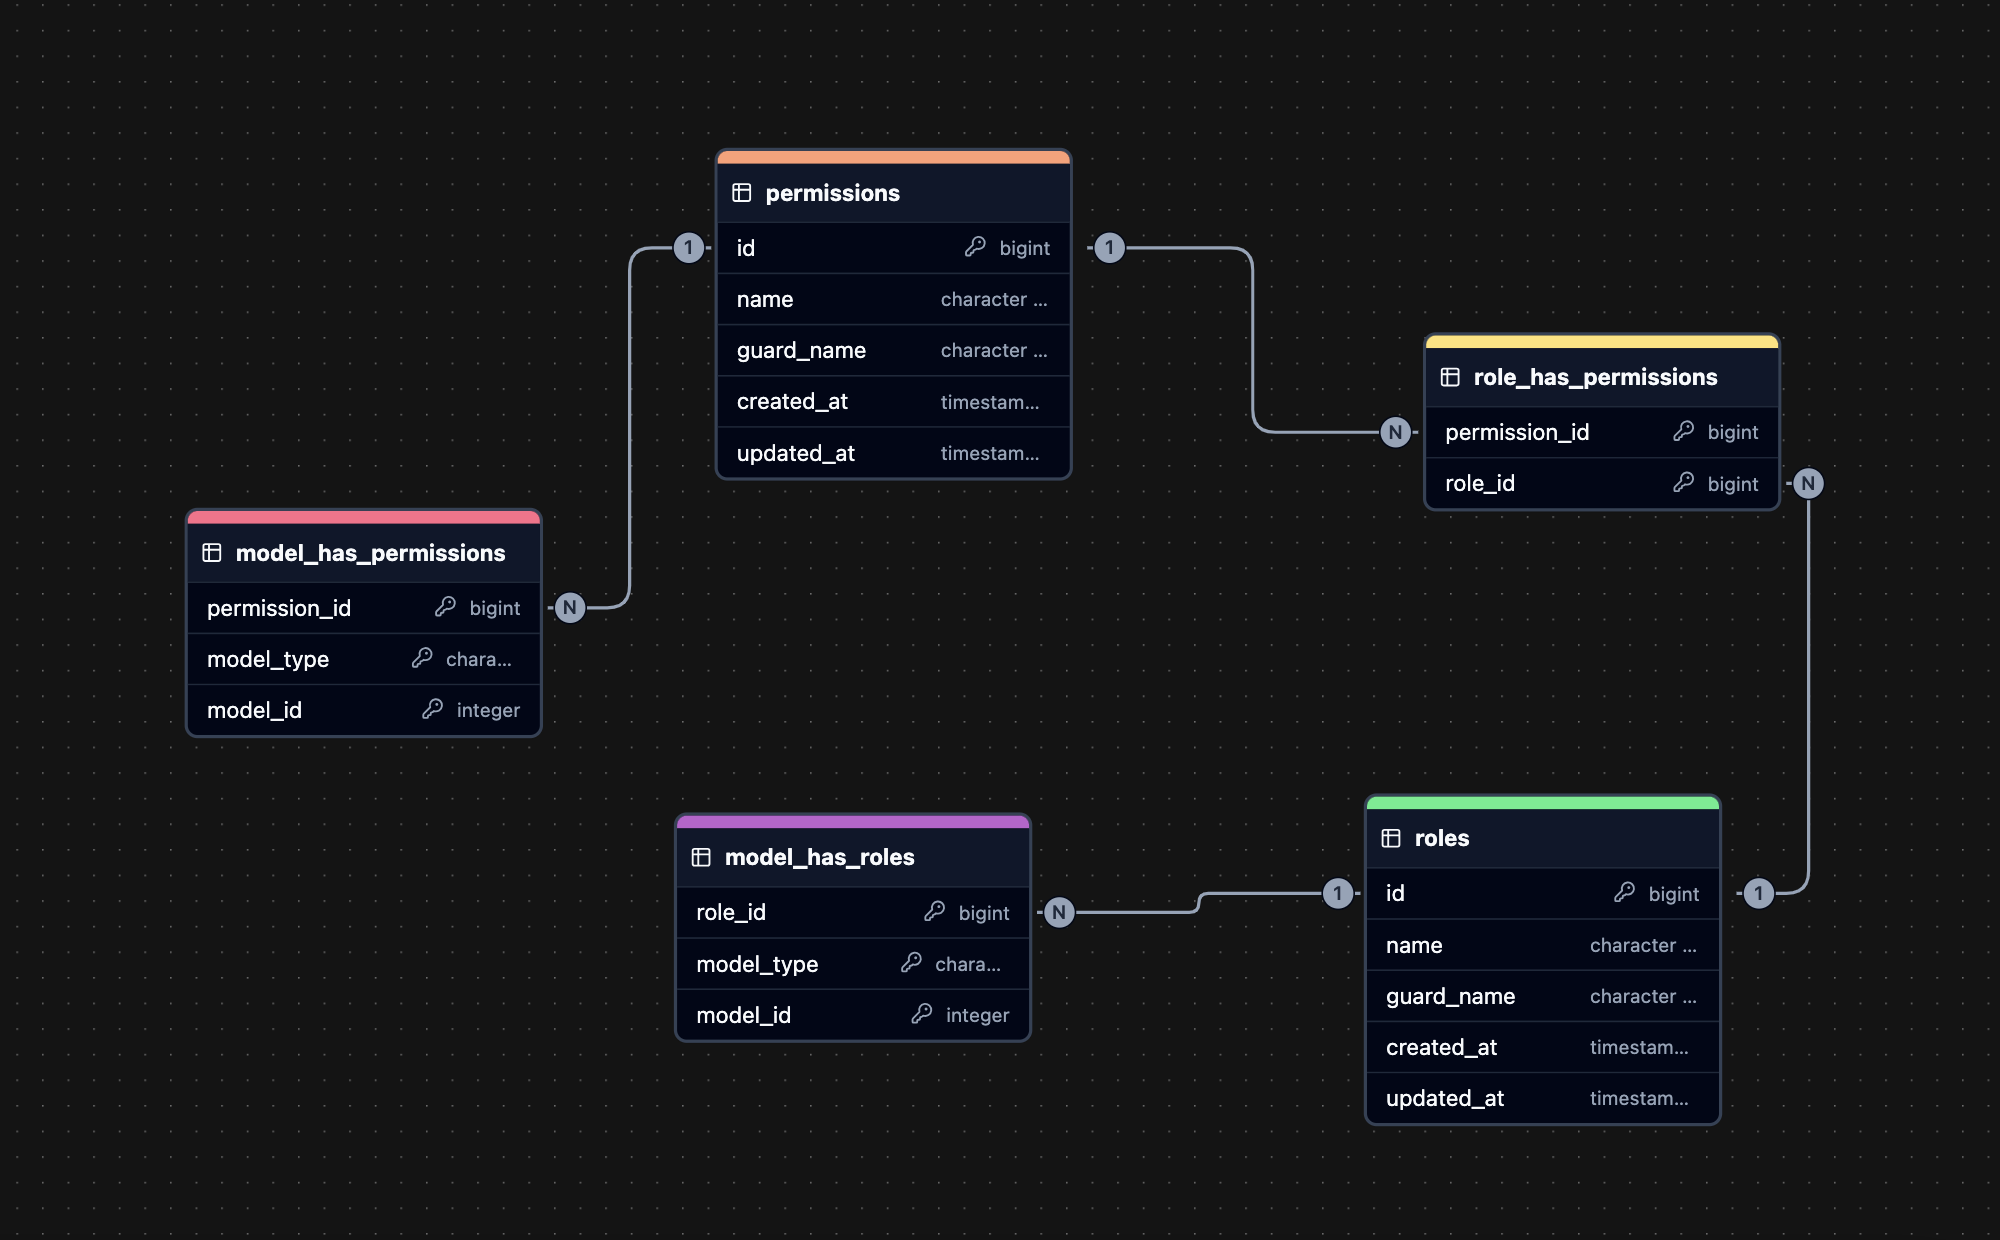 permissions
1
id bigint
1
name character ...
guard_name character ...
created_at timestam...
updated_at timestam...
role_has_permissions
N
permission_id bigint
role_id bigint
N
model_has_permissions
permission_id bigint
N
model_type chara...
model_id integer
model_has_roles
role_id bigint
N
model_type chara...
model_id integer
roles
1
id bigint
1
name character ...
guard_name character ...
created_at timestam...
updated_at timestam...